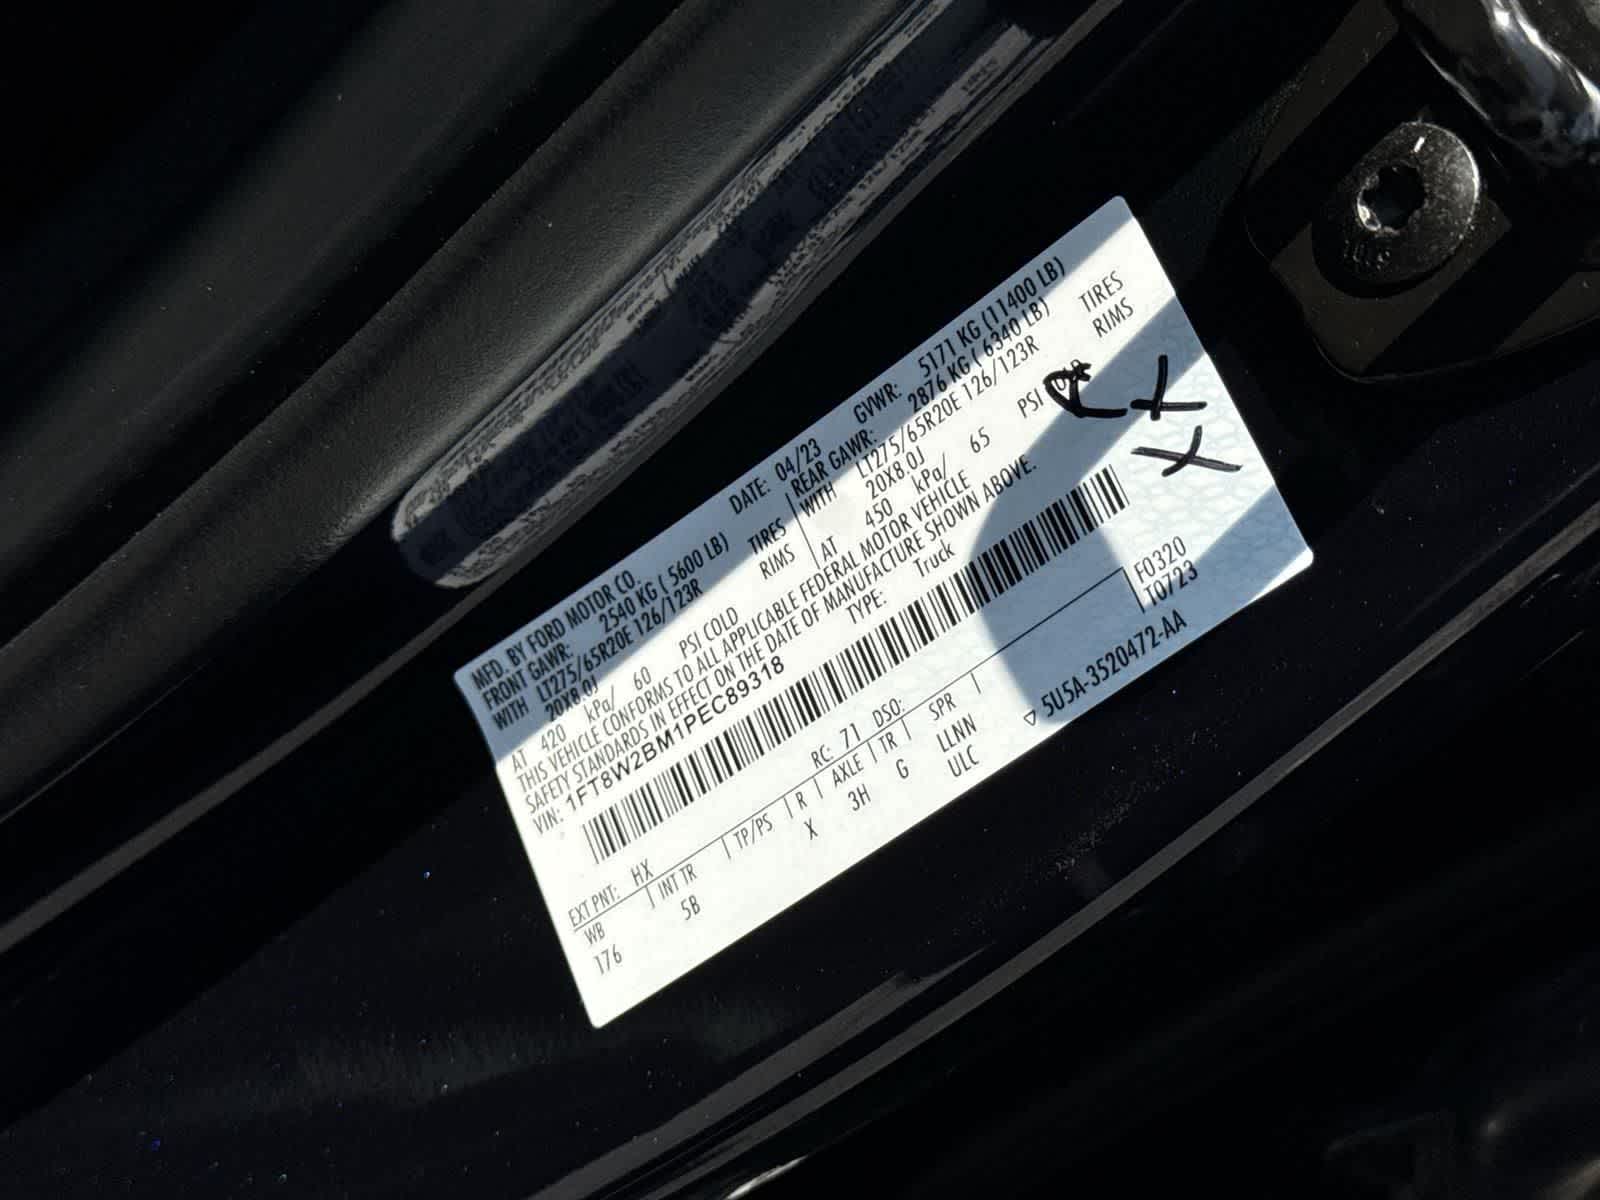 MFD. BY FORD MOTOR CO.
DATE: 04/23 GVWR: 5171 KG (11400 LB)
FRONT GAWR: 2540 KG ( 5600 LB) REAR GAWR: 2876 KG ( 6340 LB)
WITH LT275/65R20E 126/123R TIRES WITH LT275/65R20E 126/123R TIRES
20X8.0J RIMS 20X8.0J RIMS
AT 420 kPa/ 60 PSI COLD AT 450 kPa/ 65 PSI
THIS VEHICLE CONFORMS TO ALL APPLICABLE FEDERAL MOTOR VEHICLE
SAFETY STANDARDS IN EFFECT ON THE DATE OF MANUFACTURE SHOWN ABOVE.
VIN: 1FT8W2BM1PEC89318 TYPE: Truck
X
X
F0320
T0723
EXT PNT: HX RC: 71 DSO:
WB INT TR TP/PS R AXLE TR SPR
176 5B X 3H G LLNN
ULC
5U5A-3520472-AA